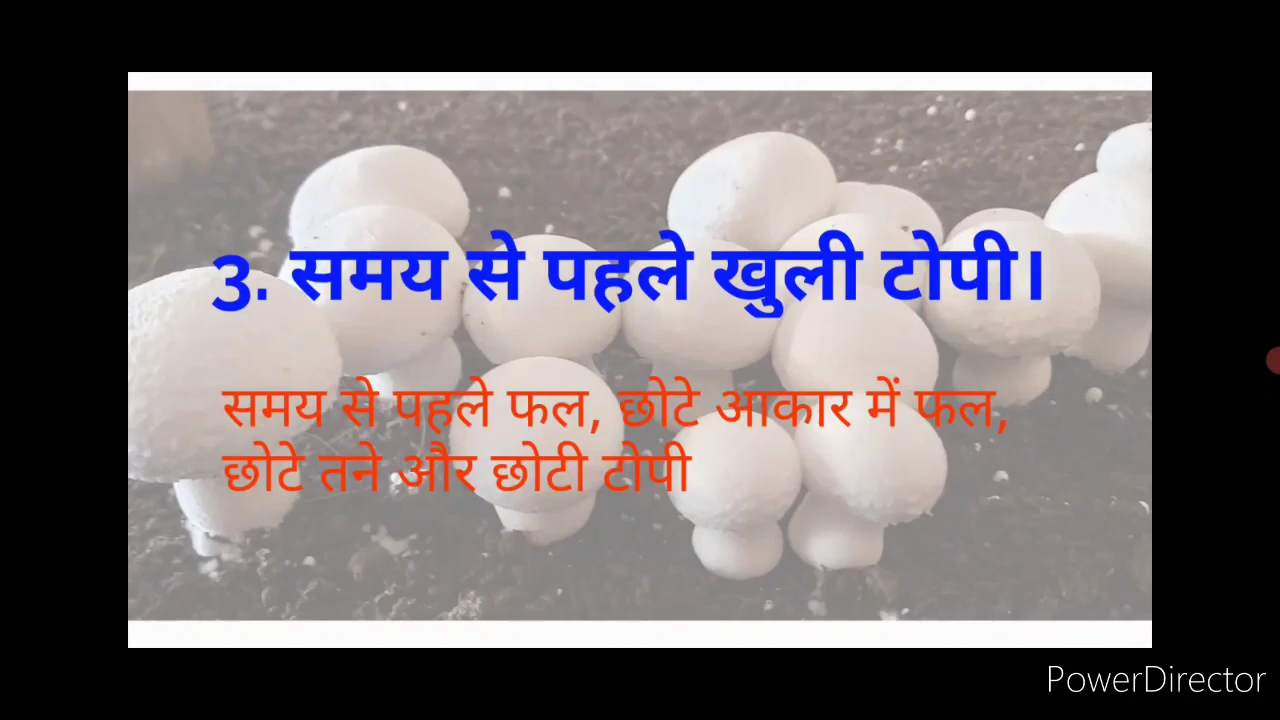 3. समय से पहले खुली टोपी।
समय से पहले फल, छोटे आकार में फल,
छोटे तने और छोटी टोपी
PowerDirector